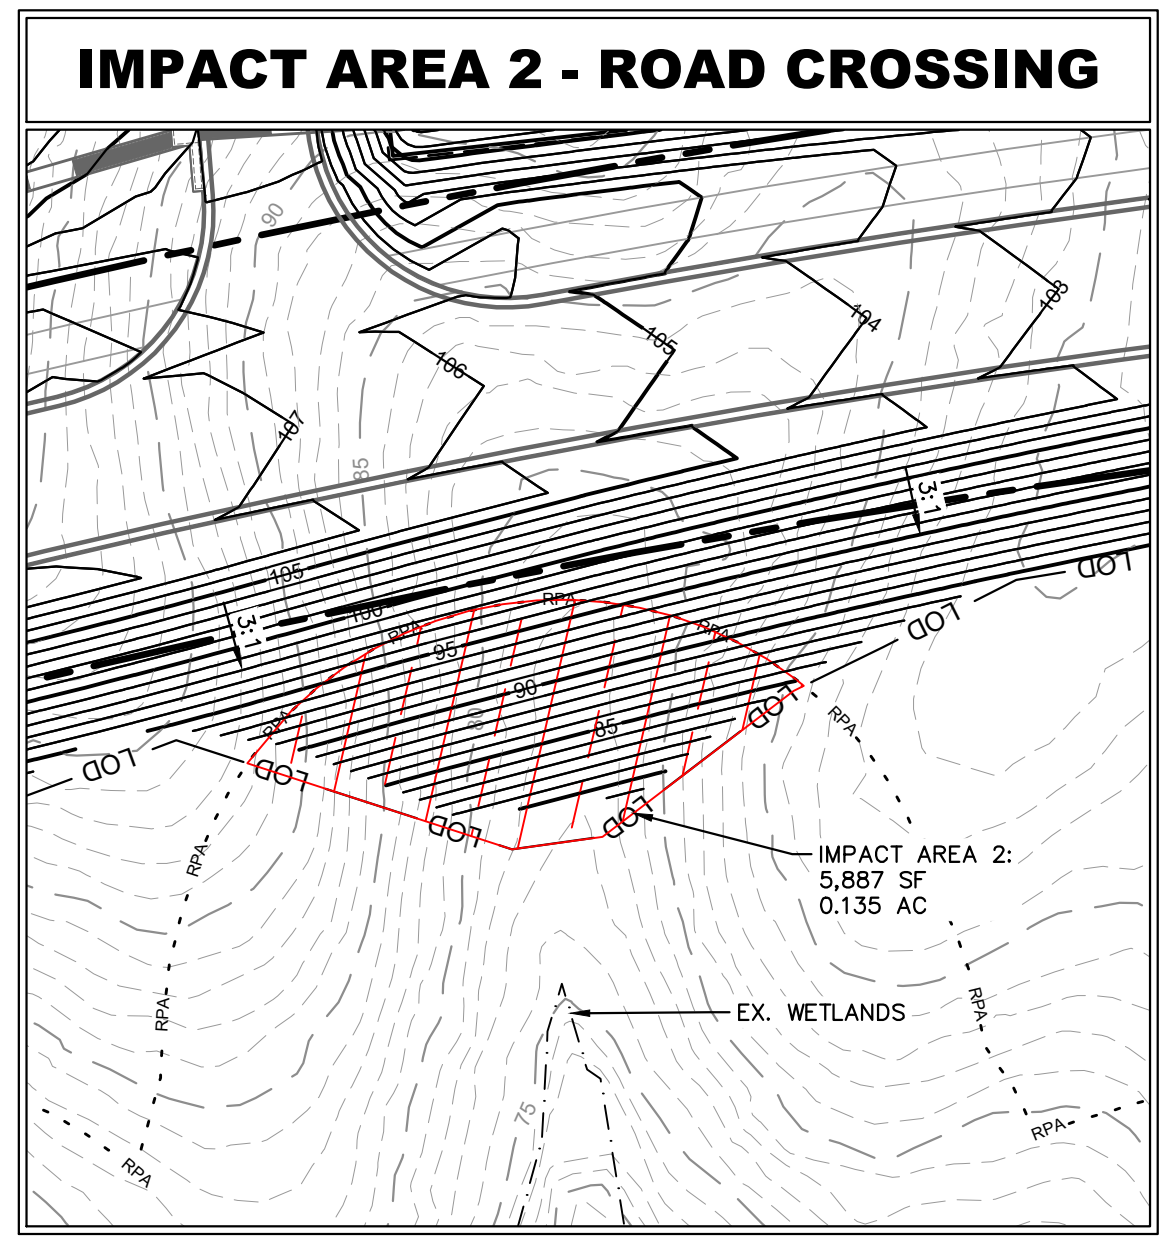 IMPACT AREA 2 - ROAD CROSSING
90
103
104
105
106
107
85
3:1
LOD
105
RPA
100
3:1
RPA
RPA
LOD
95
90
LOD
80
85
RPA
RPA
LOD
LOD
LOD
LOD
IMPACT AREA 2:
5,887 SF
0.135 AC
RPA
RPA
RPA
EX. WETLANDS
75
RPA
RPA